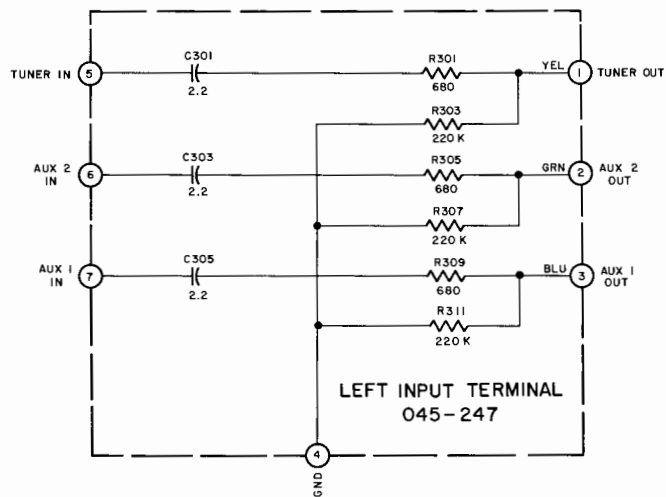 C301
2.2
R301
680
YEL
TUNER IN
5
1
TUNER OUT
R303
220 K
AUX 2
IN
6
C303
2.2
R305
680
GRN
2
AUX 2
OUT
R307
220 K
AUX 1
IN
7
C305
2.2
R309
680
BLU
3
AUX 1
OUT
R311
220 K
LEFT INPUT TERMINAL
045-247
4
GND